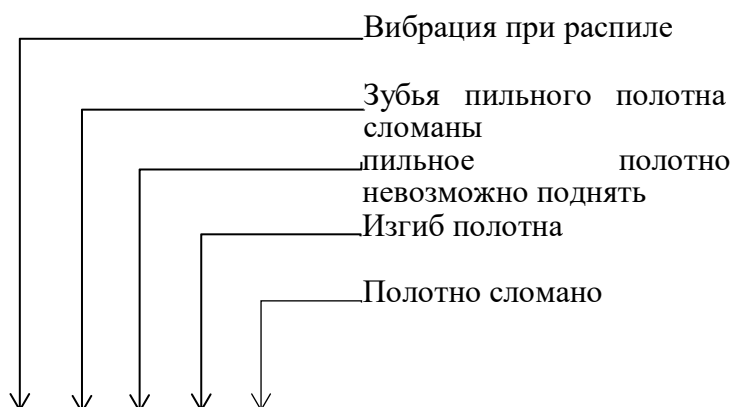 Вибрация при распиле
Зубья пильного полотна
сломаны
пильное полотно
невозможно поднять
Изгиб полотна
Полотно сломано